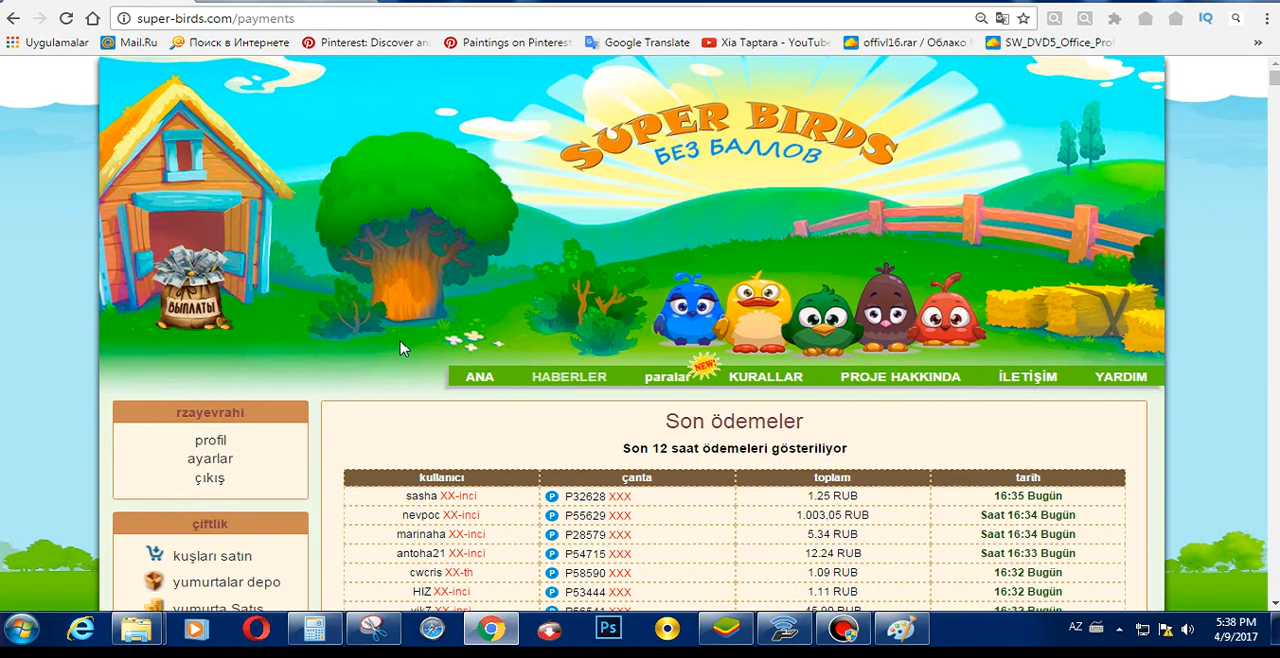 super-birds.com/payments
Uygulamalar Mail.Ru Поиск в Интернете Pinterest: Discover an Paintings on Pinterest Google Translate Xia Taptara - YouTube offivl16.rar / Облако SW_DVD5_Office_Prof
SUPER BIRDS
БЕЗ БАЛЛОВ
ВЫПЛАТЫ
NEW
ANA HABERLER paralar KURALLAR PROJE HAKKINDA İLETİŞİM YARDIM
rzayevrahi
profil
ayarlar
çıkış
çiftlik
kuşları satın
yumurtalar depo
yumurta Satış
Son ödemeler
Son 12 saat ödemeleri gösteriliyor
kullanıcı çanta toplam tarih
sasha XX-inci P32628 XXX 1.25 RUB 16:35 Bugün
nevpoc XX-inci P55629 XXX 1.003,05 RUB Saat 16:34 Bugün
marinaha XX-inci P28579 XXX 5.34 RUB Saat 16:34 Bugün
antoha21 XX-inci P54715 XXX 12.24 RUB Saat 16:33 Bugün
cwcris XX-th P58590 XXX 1.09 RUB 16:32 Bugün
HIZ XX-inci P53444 XXX 1.11 RUB 16:32 Bugün
Ps
AZ
5:38 PM
4/9/2017